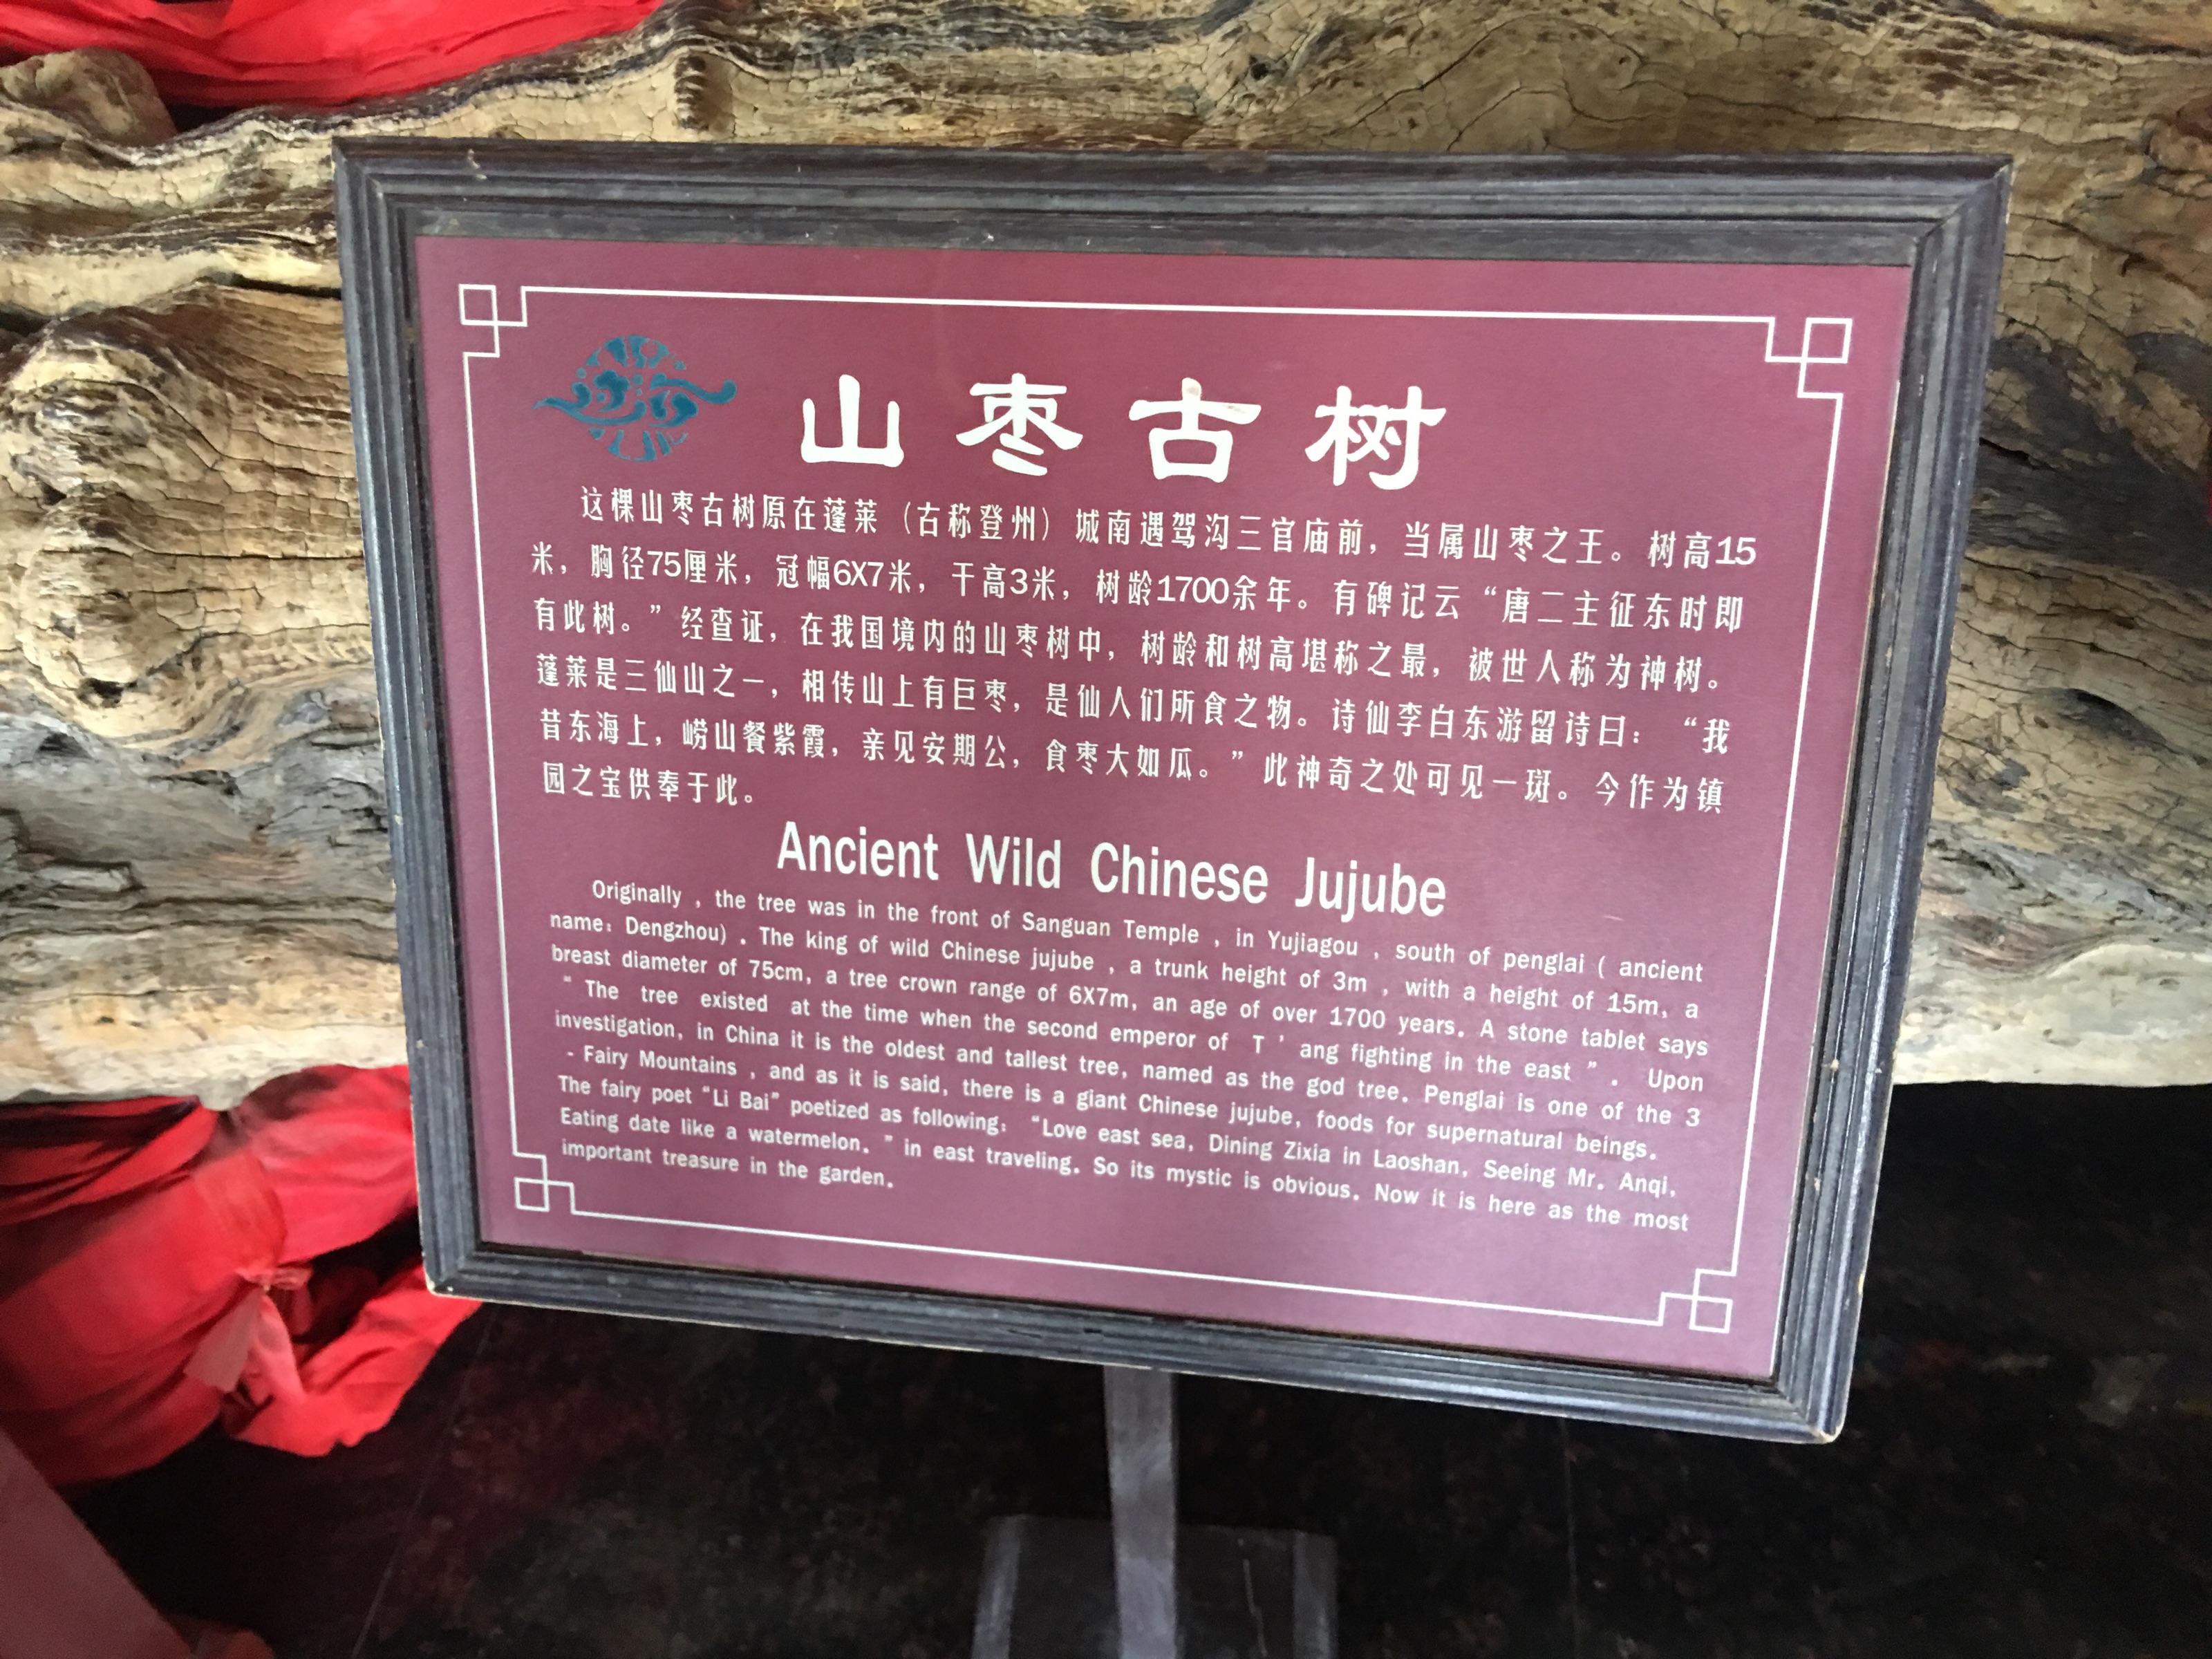 山枣古树
这棵山枣古树原在蓬莱（古称登州）城南遇驾沟三官庙前，当属山枣之王。树高15
米，胸径75厘米，冠幅6X7米，干高3米，树龄1700余年。有碑记云“唐二主征东时即
有此树。”经查证，在我国境内的山枣树中，树龄和树高堪称之最，被世人称为神树。
蓬莱是三仙山之一，相传山上有巨枣，是仙人们所食之物。诗仙李白东游留诗曰：“我
昔东海上，崂山餐紫霞，亲见安期公，食枣大如瓜。”此神奇之处可见一斑。今作为镇
园之宝供奉于此。
Ancient Wild Chinese Jujube
Originally , the tree was in the front of Sanguan Temple , in Yujiagou , south of penglai ( ancient
name: Dengzhou) . The king of wild Chinese jujube , a trunk height of 3m , with a height of 15m, a
breast diameter of 75cm, a tree crown range of 6X7m, an age of over 1700 years. A stone tablet says
“ The tree existed at the time when the second emperor of T ’ ang fighting in the east ” . Upon
investigation, in China it is the oldest and tallest tree, named as the god tree. Penglai is one of the 3
- Fairy Mountains , and as it is said, there is a giant Chinese jujube, foods for supernatural beings.
The fairy poet “Li Bai” poetized as following: “Love east sea, Dining Zixia in Laoshan, Seeing Mr. Anqi,
Eating date like a watermelon. ” in east traveling. So its mystic is obvious. Now it is here as the most
important treasure in the garden.